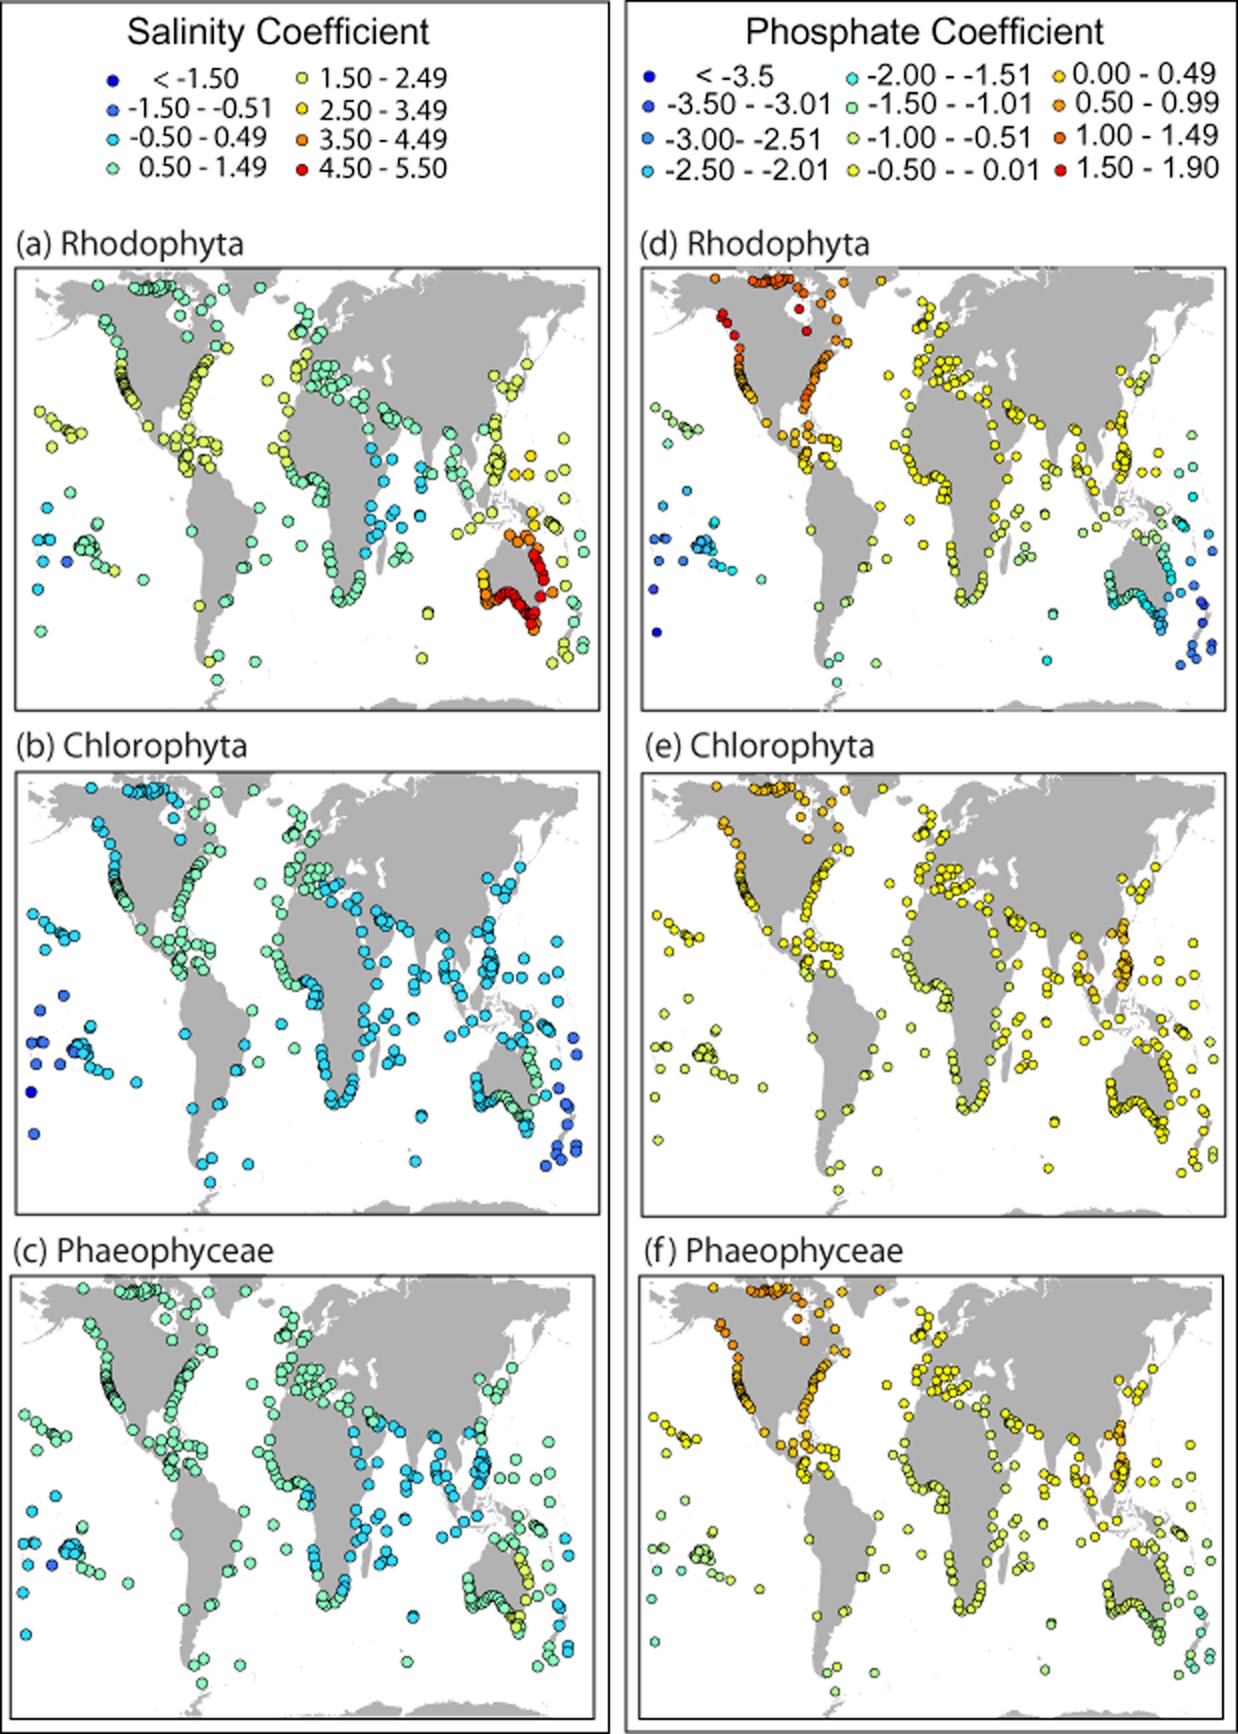 Salinity Coefficient
< -1.50
-1.50 - -0.51
-0.50 - 0.49
0.50 - 1.49
1.50 - 2.49
2.50 - 3.49
3.50 - 4.49
4.50 - 5.50
(a) Rhodophyta
(b) Chlorophyta
(c) Phaeophyceae
Phosphate Coefficient
< -3.5
-3.50 - -3.01
-3.00- -2.51
-2.50 - -2.01
-2.00 - -1.51
-1.50 - -1.01
-1.00 - -0.51
-0.50 - - 0.01
0.00 - 0.49
0.50 - 0.99
1.00 - 1.49
1.50 - 1.90
(d) Rhodophyta
(e) Chlorophyta
(f) Phaeophyceae